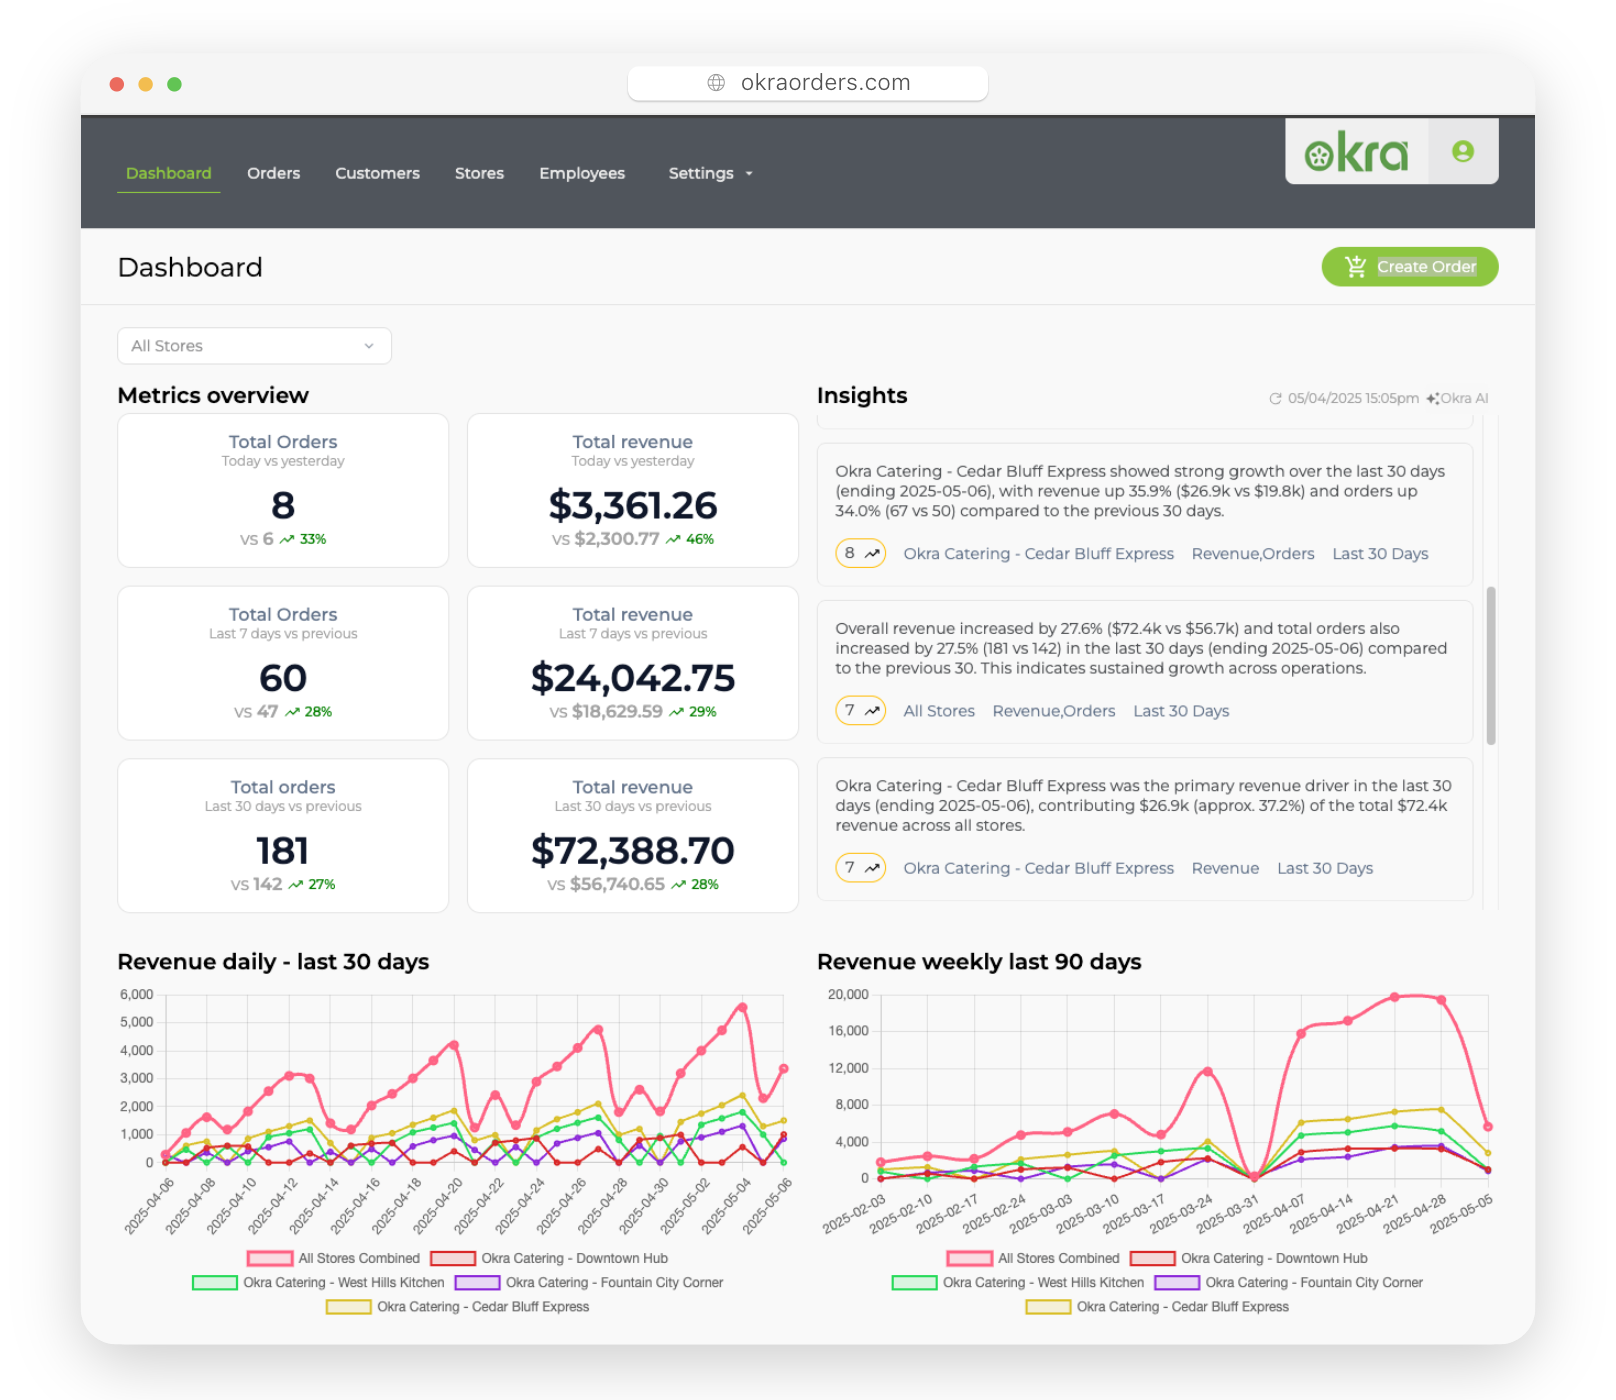 okraorders.com
Dashboard
Orders
Customers
Stores
Employees
Settings
okra
Dashboard
Create Order
All Stores
Metrics overview
Total Orders
Today vs yesterday
8
vs 6 33%
Total revenue
Today vs yesterday
$3,361.26
vs $2,300.77 46%
Total Orders
Last 7 days vs previous
60
vs 47 28%
Total revenue
Last 7 days vs previous
$24,042.75
vs $18,629.59 29%
Total orders
Last 30 days vs previous
181
vs 142 27%
Total revenue
Last 30 days vs previous
$72,388.70
vs $56,740.65 28%
Insights
05/04/2025 15:05pm Okra AI
Okra Catering - Cedar Bluff Express showed strong growth over the last 30 days
(ending 2025-05-06), with revenue up 35.9% ($26.9k vs $19.8k) and orders up
34.0% (67 vs 50) compared to the previous 30 days.
8 Okra Catering - Cedar Bluff Express Revenue,Orders Last 30 Days
Overall revenue increased by 27.6% ($72.4k vs $56.7k) and total orders also
increased by 27.5% (181 vs 142) in the last 30 days (ending 2025-05-06) compared
to the previous 30. This indicates sustained growth across operations.
7 All Stores Revenue,Orders Last 30 Days
Okra Catering - Cedar Bluff Express was the primary revenue driver in the last 30
days (ending 2025-05-06), contributing $26.9k (approx. 37.2%) of the total $72.4k
revenue across all stores.
7 Okra Catering - Cedar Bluff Express Revenue Last 30 Days
Revenue daily - last 30 days
6,000
5,000
4,000
3,000
2,000
1,000
0
2025-04-06
2025-04-08
2025-04-10
2025-04-12
2025-04-14
2025-04-16
2025-04-18
2025-04-20
2025-04-22
2025-04-24
2025-04-26
2025-04-28
2025-04-30
2025-05-02
2025-05-04
2025-05-06
All Stores Combined
Okra Catering - Downtown Hub
Okra Catering - West Hills Kitchen
Okra Catering - Fountain City Corner
Okra Catering - Cedar Bluff Express
Revenue weekly last 90 days
20,000
16,000
12,000
8,000
4,000
0
2025-02-03
2025-02-10
2025-02-17
2025-02-24
2025-03-03
2025-03-10
2025-03-17
2025-03-24
2025-03-31
2025-04-07
2025-04-14
2025-04-21
2025-04-28
2025-05-05
All Stores Combined
Okra Catering - Downtown Hub
Okra Catering - West Hills Kitchen
Okra Catering - Fountain City Corner
Okra Catering - Cedar Bluff Express